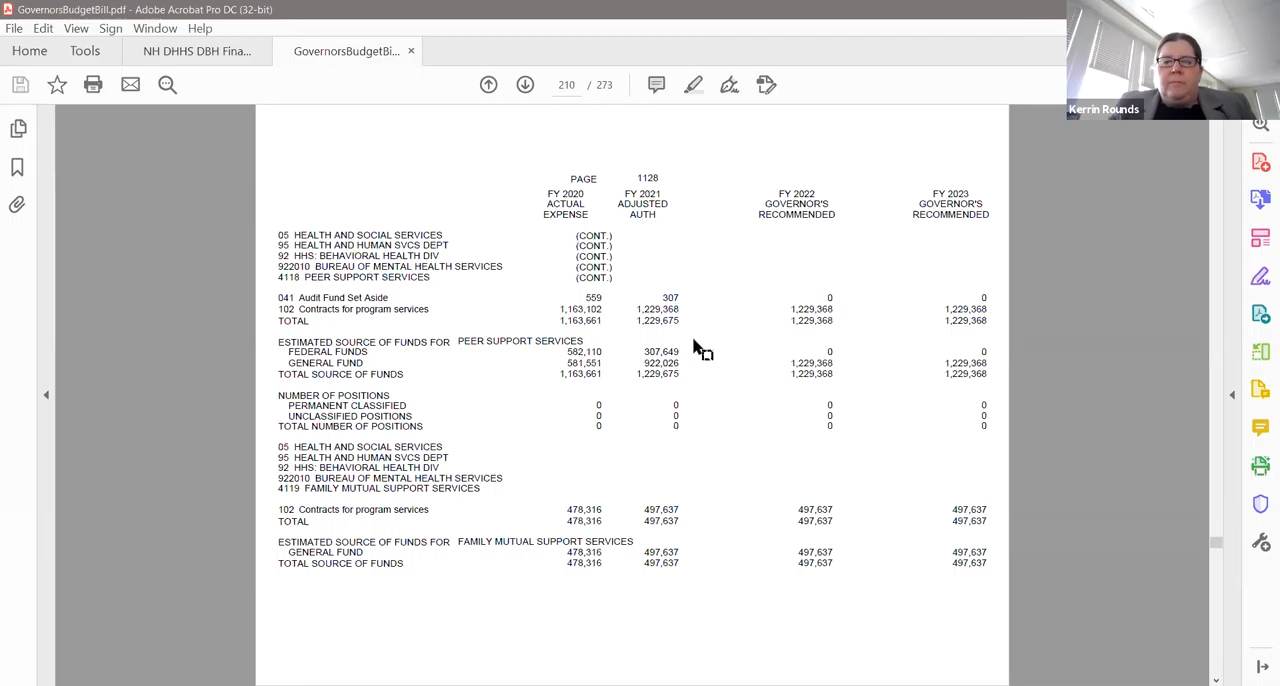 GovernorsBudgetBill.pdf - Adobe Acrobat Pro DC (32-bit)
File Edit View Sign Window Help
Home Tools NH DHHS DBH Fina... GovernorsBudgetBi... ×
210 / 273
Kerrin Rounds
PAGE 1128
FY 2020 FY 2021 FY 2022 FY 2023
ACTUAL ADJUSTED GOVERNOR'S GOVERNOR'S
EXPENSE AUTH RECOMMENDED RECOMMENDED
05 HEALTH AND SOCIAL SERVICES (CONT.)
95 HEALTH AND HUMAN SVCS DEPT (CONT.)
92 HHS: BEHAVIORAL HEALTH DIV (CONT.)
922010 BUREAU OF MENTAL HEALTH SERVICES (CONT.)
4118 PEER SUPPORT SERVICES (CONT.)
041 Audit Fund Set Aside 559 307 0 0
102 Contracts for program services 1,163,102 1,229,368 1,229,368 1,229,368
TOTAL 1,163,661 1,229,675 1,229,368 1,229,368
ESTIMATED SOURCE OF FUNDS FOR PEER SUPPORT SERVICES
FEDERAL FUNDS 582,110 307,649 0 0
GENERAL FUND 581,551 922,026 1,229,368 1,229,368
TOTAL SOURCE OF FUNDS 1,163,661 1,229,675 1,229,368 1,229,368
NUMBER OF POSITIONS
PERMANENT CLASSIFIED 0 0 0 0
UNCLASSIFIED POSITIONS 0 0 0 0
TOTAL NUMBER OF POSITIONS 0 0 0 0
05 HEALTH AND SOCIAL SERVICES
95 HEALTH AND HUMAN SVCS DEPT
92 HHS: BEHAVIORAL HEALTH DIV
922010 BUREAU OF MENTAL HEALTH SERVICES
4119 FAMILY MUTUAL SUPPORT SERVICES
102 Contracts for program services 478,316 497,637 497,637 497,637
TOTAL 478,316 497,637 497,637 497,637
ESTIMATED SOURCE OF FUNDS FOR FAMILY MUTUAL SUPPORT SERVICES
GENERAL FUND 478,316 497,637 497,637 497,637
TOTAL SOURCE OF FUNDS 478,316 497,637 497,637 497,637